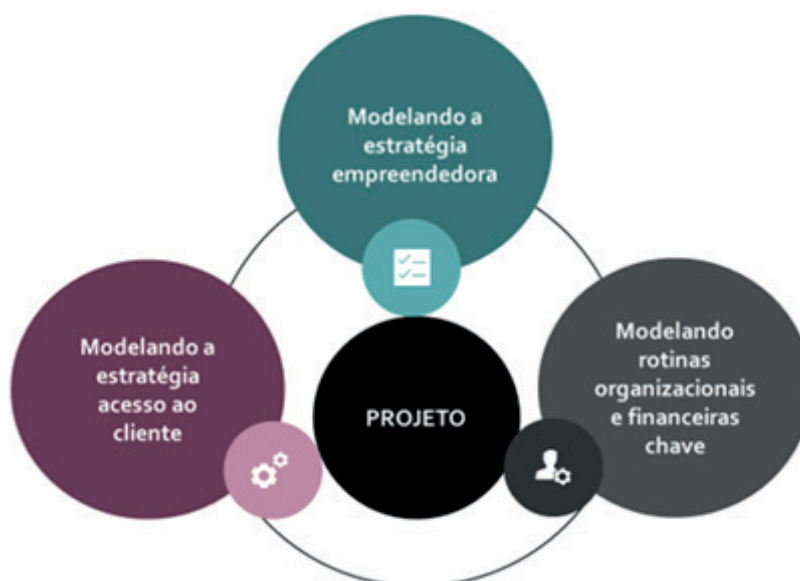 Modelando a
estratégia
empreendedora
Modelando a
estratégia
acesso ao
cliente
PROJETO
Modelando
rotinas
organizacionais
e financeiras
chave